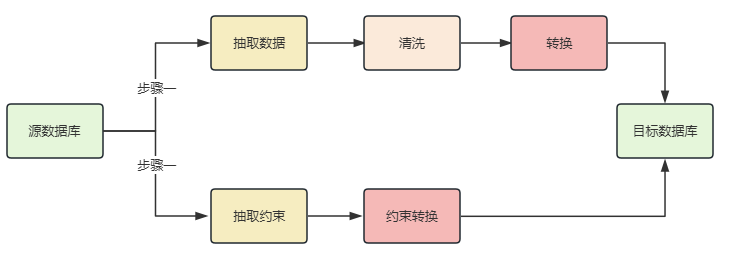 抽取数据
清洗
转换
步骤一
源数据库
目标数据库
步骤一
抽取约束
约束转换